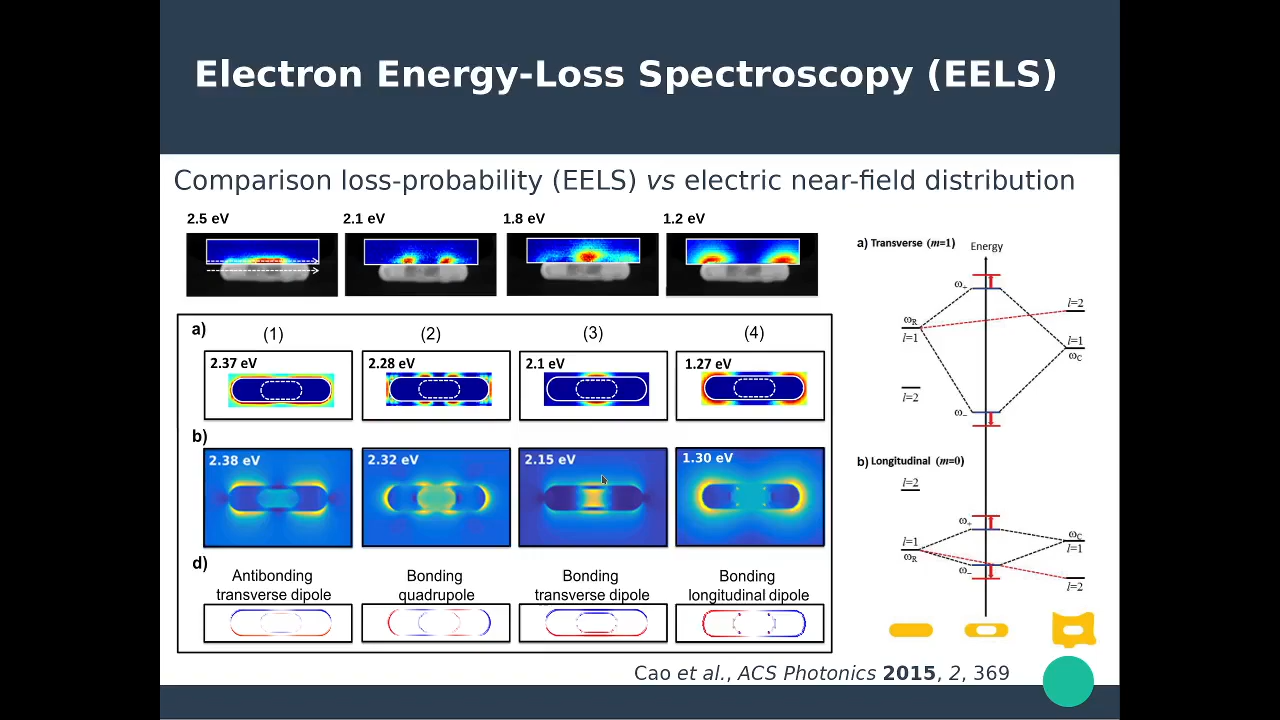 Electron Energy-Loss Spectroscopy (EELS)
Comparison loss-probability (EELS) vs electric near-field distribution
2.5 eV
2.1 eV
1.8 eV
1.2 eV
a)
(1)
(2)
(3)
(4)
2.37 eV
2.28 eV
2.1 eV
1.27 eV
b)
2.38 eV
2.32 eV
2.15 eV
1.30 eV
d)
Antibonding
transverse dipole
Bonding
quadrupole
Bonding
transverse dipole
Bonding
longitudinal dipole
a) Transverse (m=1)
Energy
ω+
ωR
l=1
l=2
l=2
l=1
ωC
ω−
b) Longitudinal (m=0)
l=2
ω+
l=1
ωR
ωC
l=1
ω−
l=2
Cao et al., ACS Photonics 2015, 2, 369